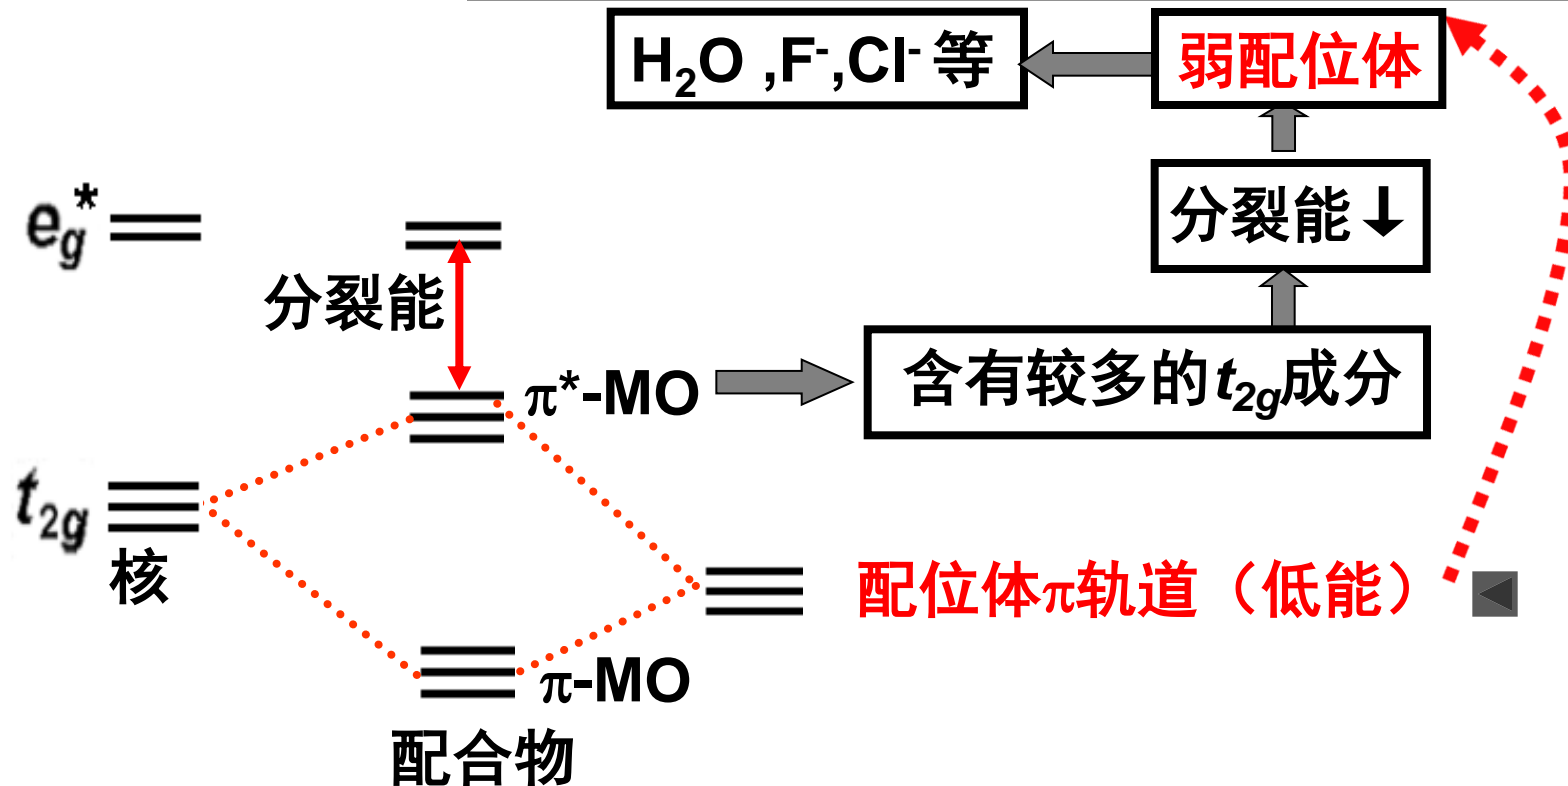 H₂O ,F⁻,Cl⁻ 等
弱配位体
分裂能↓
eg*
分裂能
π*-MO
含有较多的t₂g成分
t₂g
核
配位体π轨道（低能）
π-MO
配合物